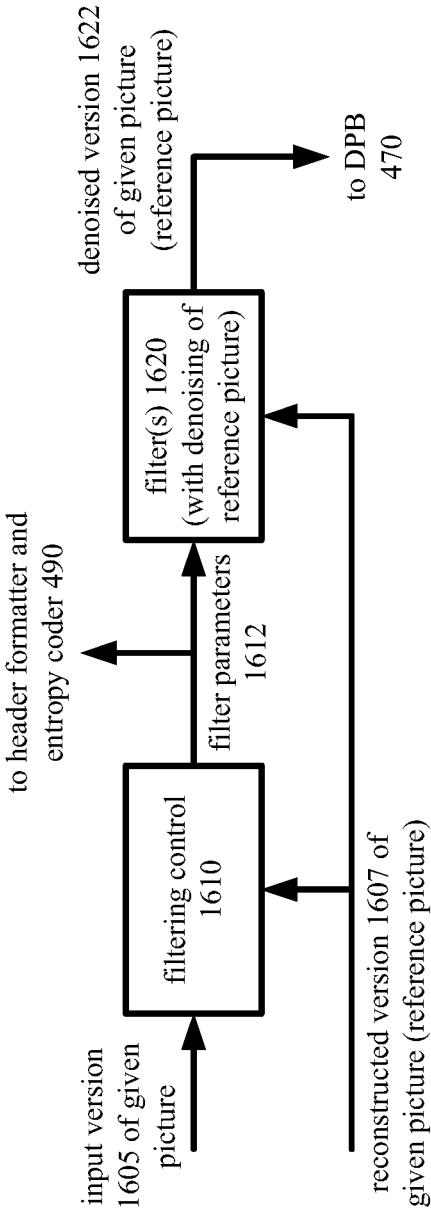 input version
1605 of given
picture
filtering control
1610
to header formatter and
entropy coder 490
filter parameters
1612
filter(s) 1620
(with denoising of
reference picture)
denoised version 1622
of given picture
(reference picture)
to DPB
470
reconstructed version 1607 of
given picture (reference picture)